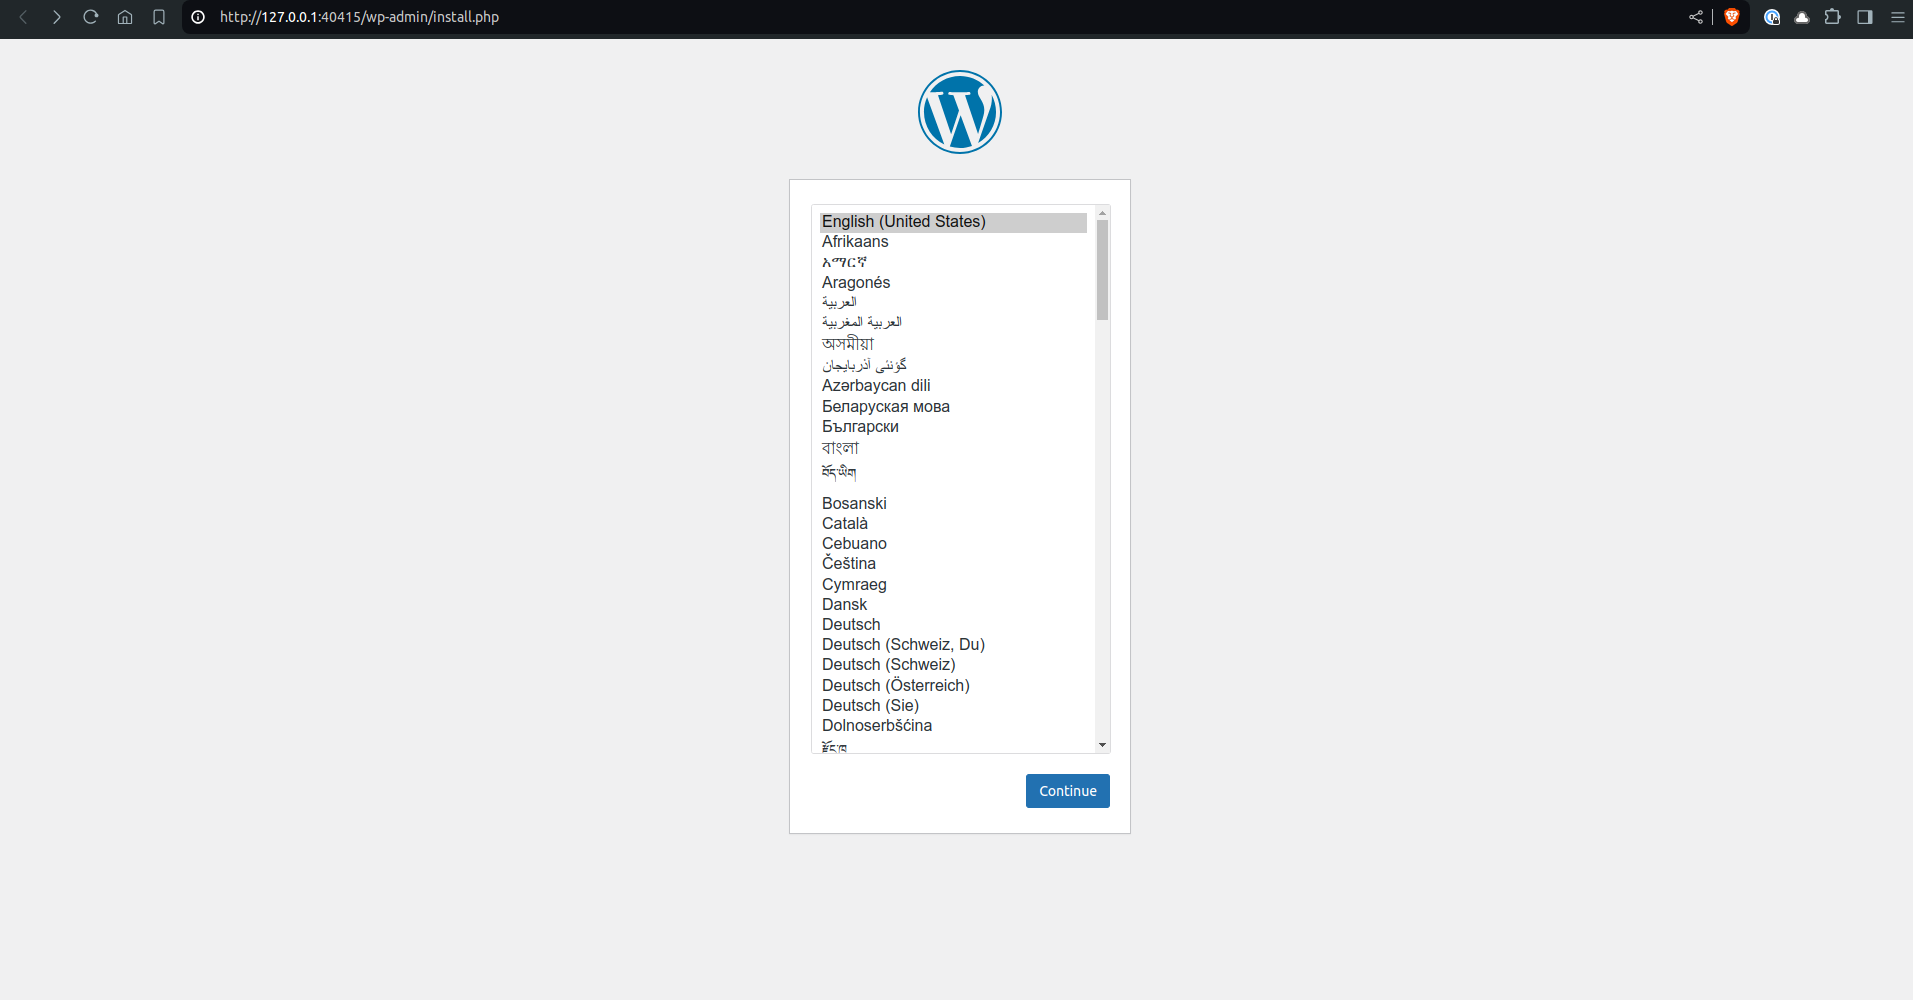 http://127.0.0.1:40415/wp-admin/install.php
English (United States)
Afrikaans
አማርኛ
Aragonés
العربية
العربية المغربية
অসমীয়া
گؤنئی آذربایجان
Azərbaycan dili
Беларуская мова
Български
বাংলা
བོད་ཡིག
Bosanski
Català
Cebuano
Čeština
Cymraeg
Dansk
Deutsch
Deutsch (Schweiz, Du)
Deutsch (Schweiz)
Deutsch (Österreich)
Deutsch (Sie)
Dolnoserbšćina
རྫོང་ཁ
Continue